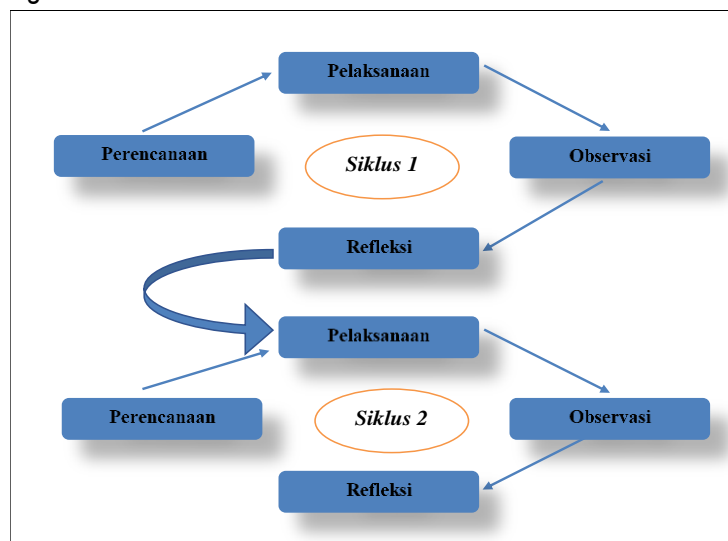 Pelaksanaan
Perencanaan
Siklus 1
Observasi
Refleksi
Pelaksanaan
Perencanaan
Siklus 2
Observasi
Refleksi